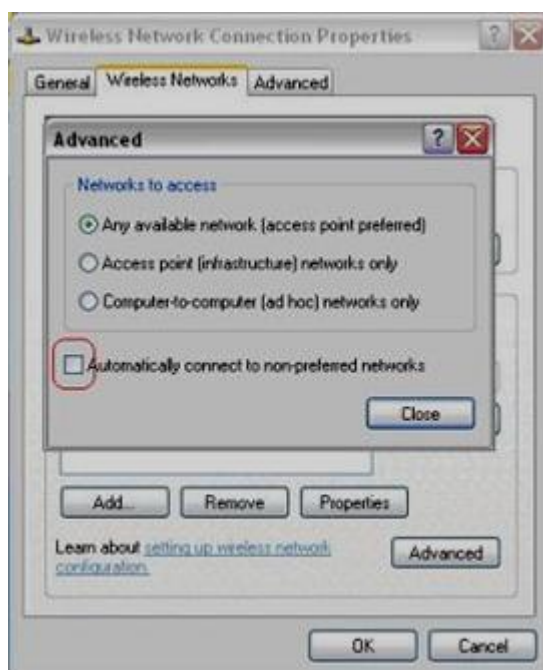 Wireless Network Connection Properties
General Wireless Networks Advanced
Advanced
Networks to access
Any available network (access point preferred)
Access point (infrastructure) networks only
Computer-to-computer (ad hoc) networks only
Automatically connect to non-preferred networks
Close
Add... Remove Properties
Learn about setting up wireless network
configuration.
Advanced
OK Cancel